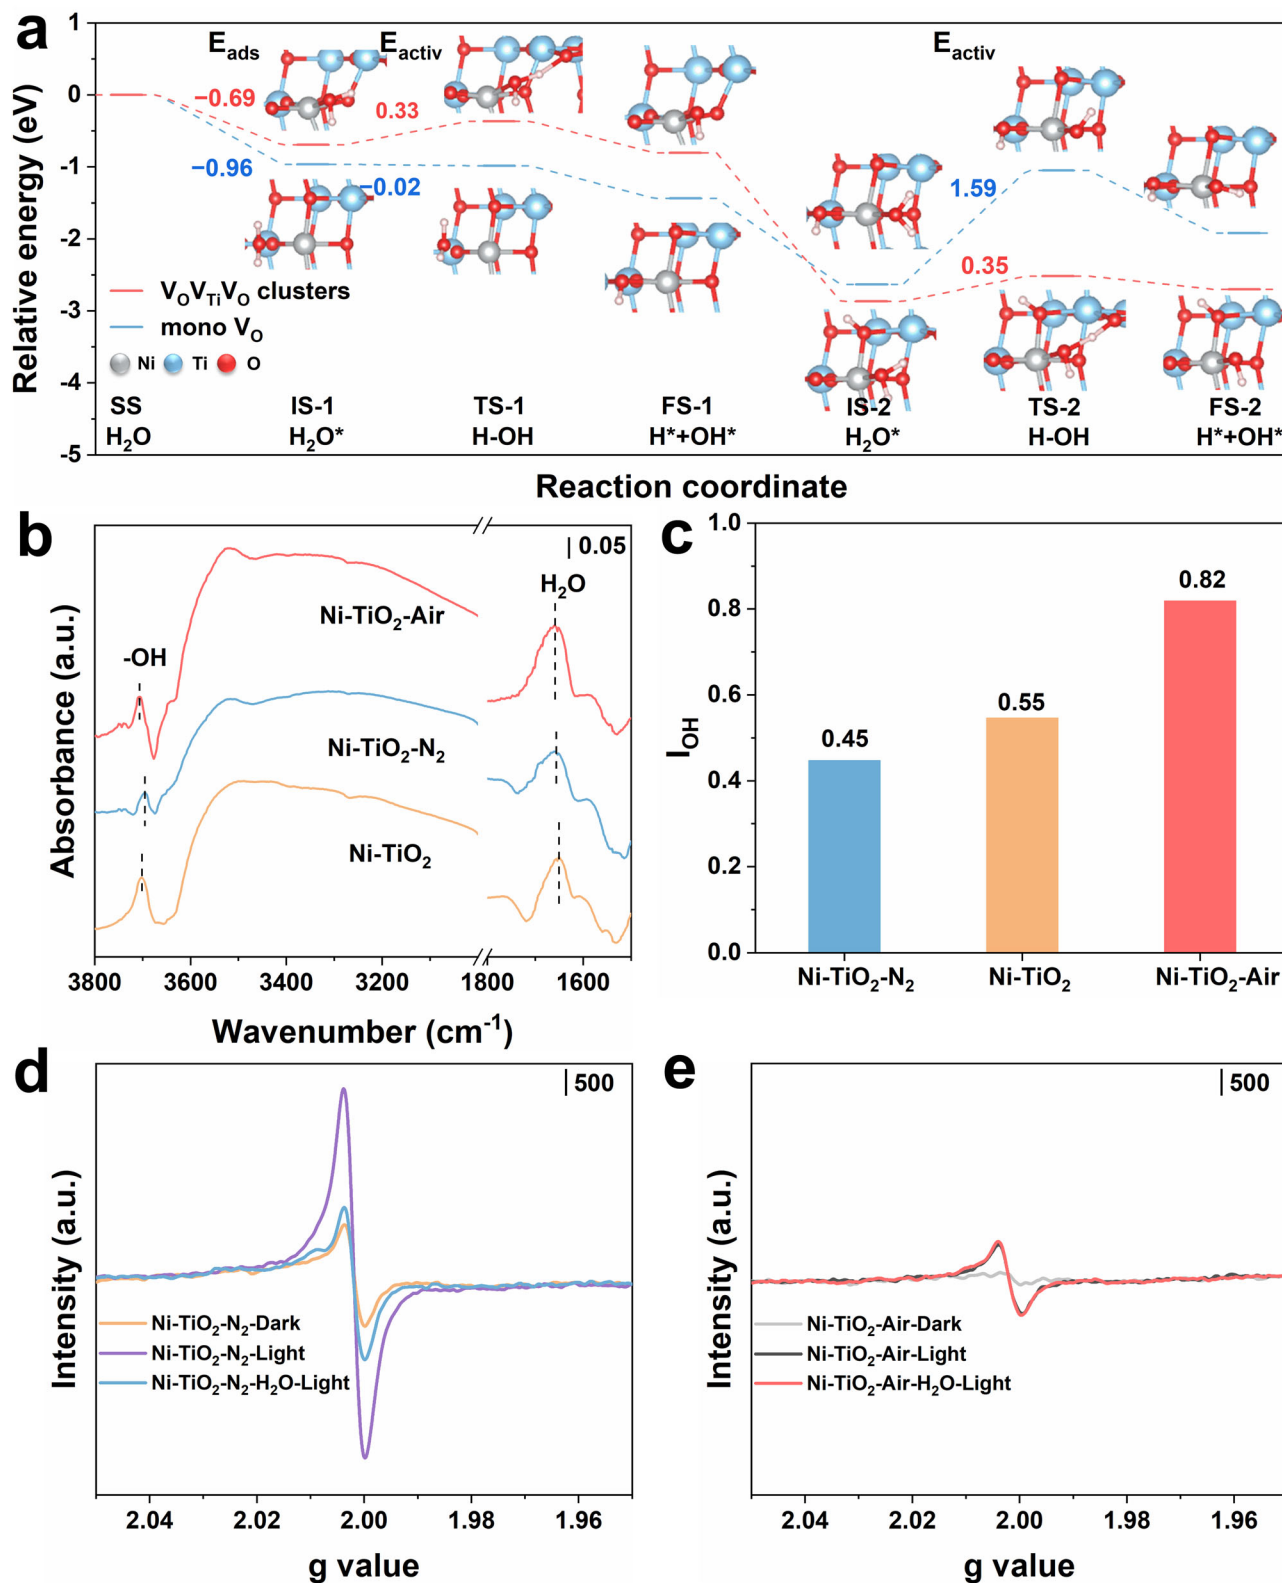 a
Relative energy (eV)
1
0
-1
-2
-3
-4
-5
E_ads
E_activ
E_activ
−0.69
0.33
−0.96
−0.02
1.59
0.35
V_OV_TiV_O clusters
mono V_O
Ni Ti O
SS IS-1 TS-1 FS-1 IS-2 TS-2 FS-2
H₂O H₂O* H-OH H*+OH* H₂O* H-OH H*+OH*
Reaction coordinate
b
Absorbance (a.u.)
0.05
H₂O
-OH
Ni-TiO₂-Air
Ni-TiO₂-N₂
Ni-TiO₂
3800 3600 3400 3200 1800 1600
Wavenumber (cm⁻¹)
c
I_OH
1.0
0.8
0.6
0.4
0.2
0.0
0.45
0.55
0.82
Ni-TiO₂-N₂ Ni-TiO₂ Ni-TiO₂-Air
d
Intensity (a.u.)
500
Ni-TiO₂-N₂-Dark
Ni-TiO₂-N₂-Light
Ni-TiO₂-N₂-H₂O-Light
2.04 2.02 2.00 1.98 1.96
g value
e
Intensity (a.u.)
500
Ni-TiO₂-Air-Dark
Ni-TiO₂-Air-Light
Ni-TiO₂-Air-H₂O-Light
2.04 2.02 2.00 1.98 1.96
g value